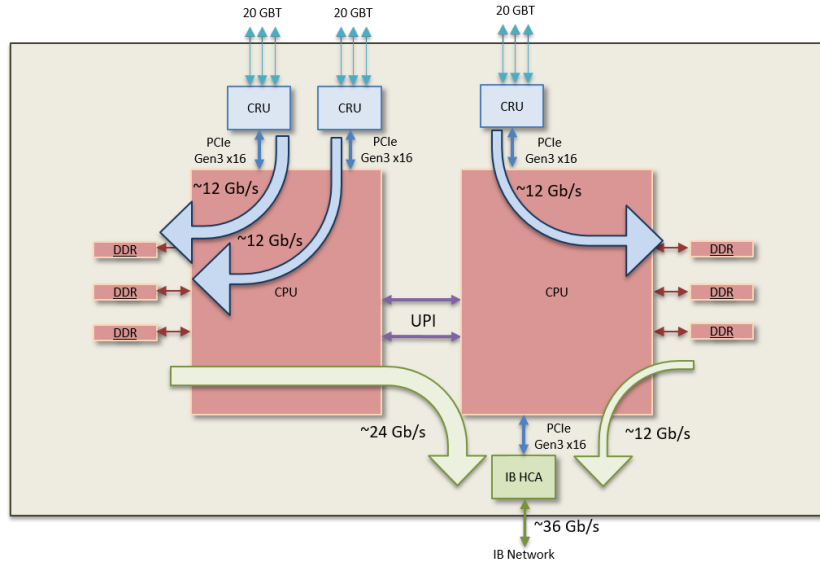 20 GBT
20 GBT
20 GBT
CRU
CRU
CRU
PCIe
Gen3 x16
PCIe
Gen3 x16
PCIe
Gen3 x16
~12 Gb/s
~12 Gb/s
~12 Gb/s
DDR
DDR
DDR
CPU
UPI
CPU
DDR
DDR
DDR
~24 Gb/s
PCIe
Gen3 x16
~12 Gb/s
IB HCA
~36 Gb/s
IB Network